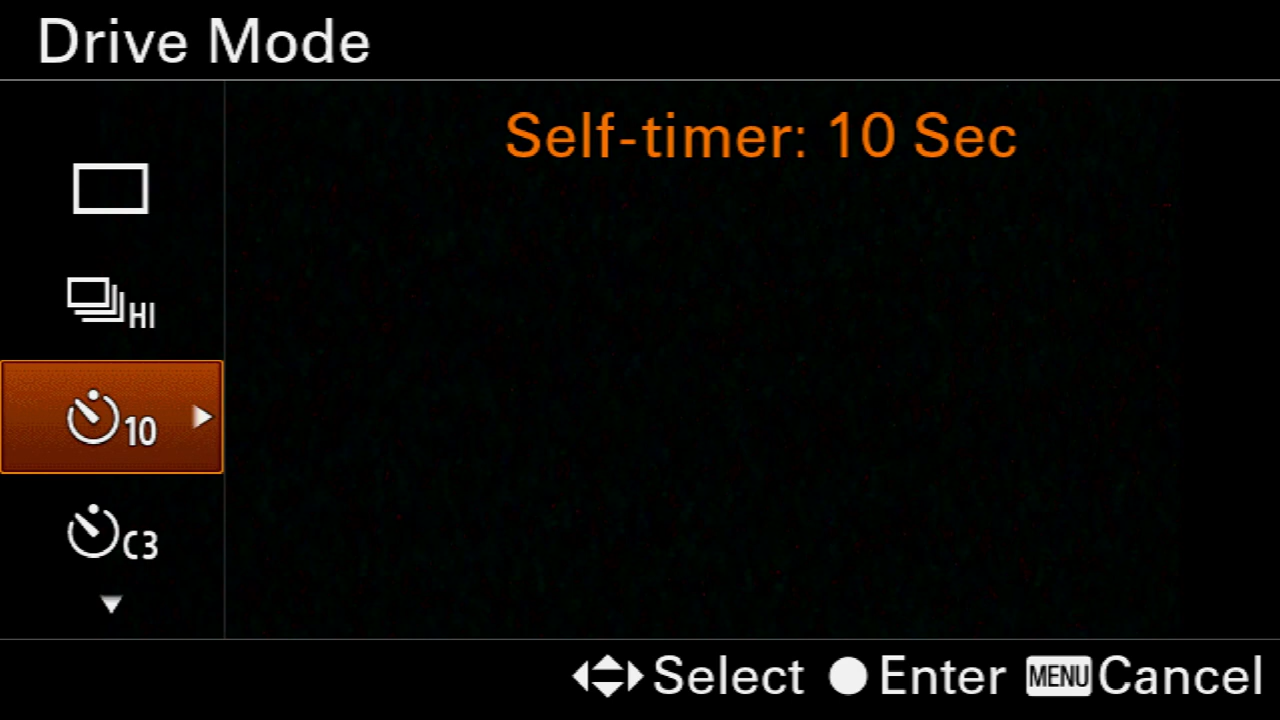 Drive Mode
Self-timer: 10 Sec
HI
10
C3
Select Enter MENU Cancel